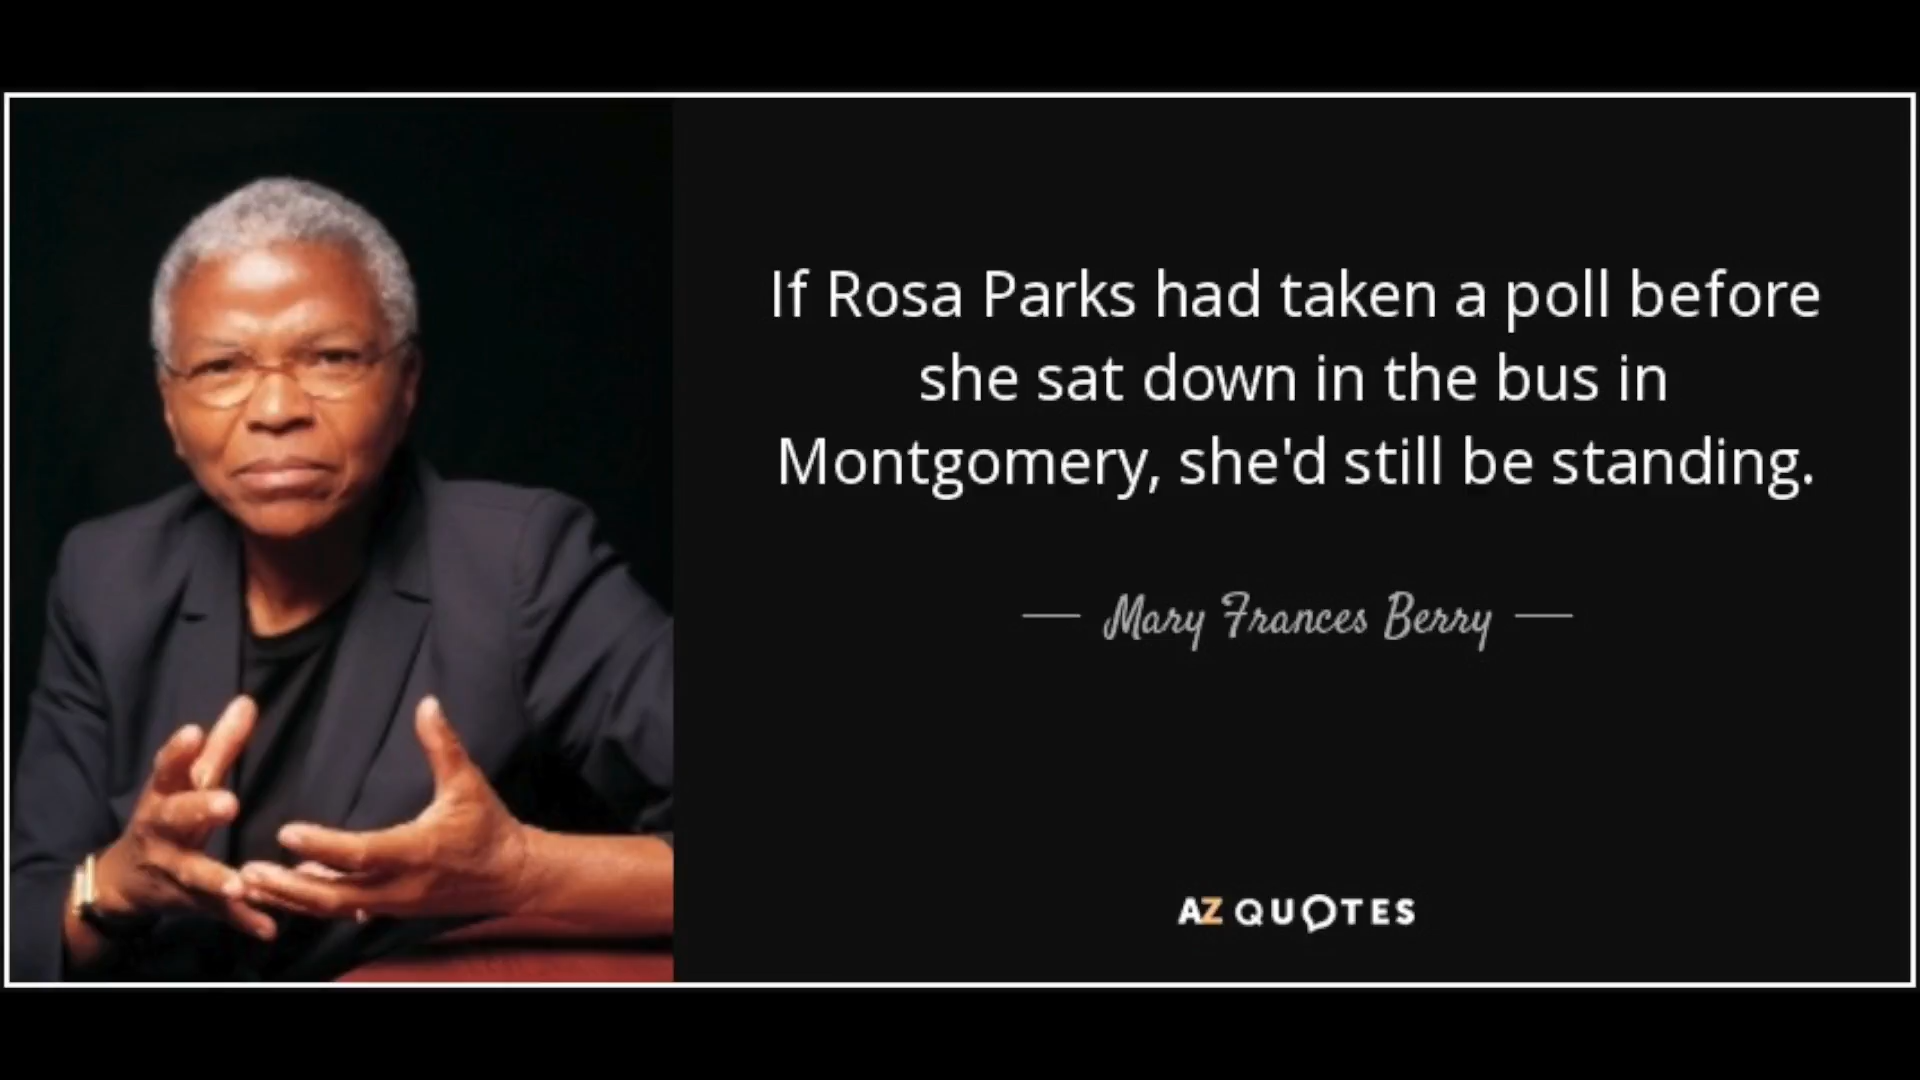 If Rosa Parks had taken a poll before
she sat down in the bus in
Montgomery, she'd still be standing.
— Mary Frances Berry —
AZ QUOTES